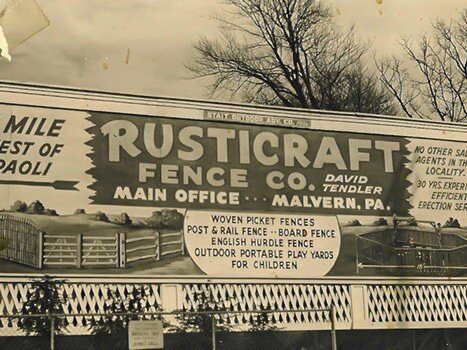 STAIT OUTDOOR ADV. CO.
MILE
EST OF
PAOLI
RUSTICRAFT
FENCE CO.
DAVID
TENDLER
MAIN OFFICE ... MALVERN, PA.
WOVEN PICKET FENCES
POST & RAIL FENCE ·· BOARD FENCE
ENGLISH HURDLE FENCE
OUTDOOR PORTABLE PLAY YARDS
FOR CHILDREN
NO OTHER SA
AGENTS IN T
LOCALITY.
30 YRS. EXPER
EFFICIENT
ERECTION SE